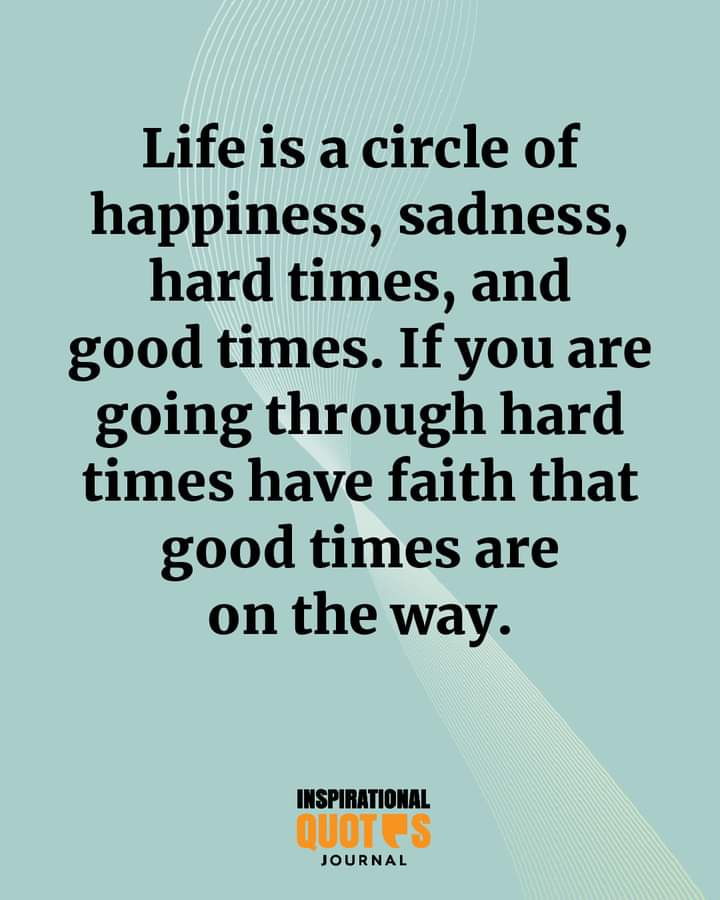 Life is a circle of
happiness, sadness,
hard times, and
good times. If you are
going through hard
times have faith that
good times are
on the way.
INSPIRATIONAL
QUOTES
JOURNAL